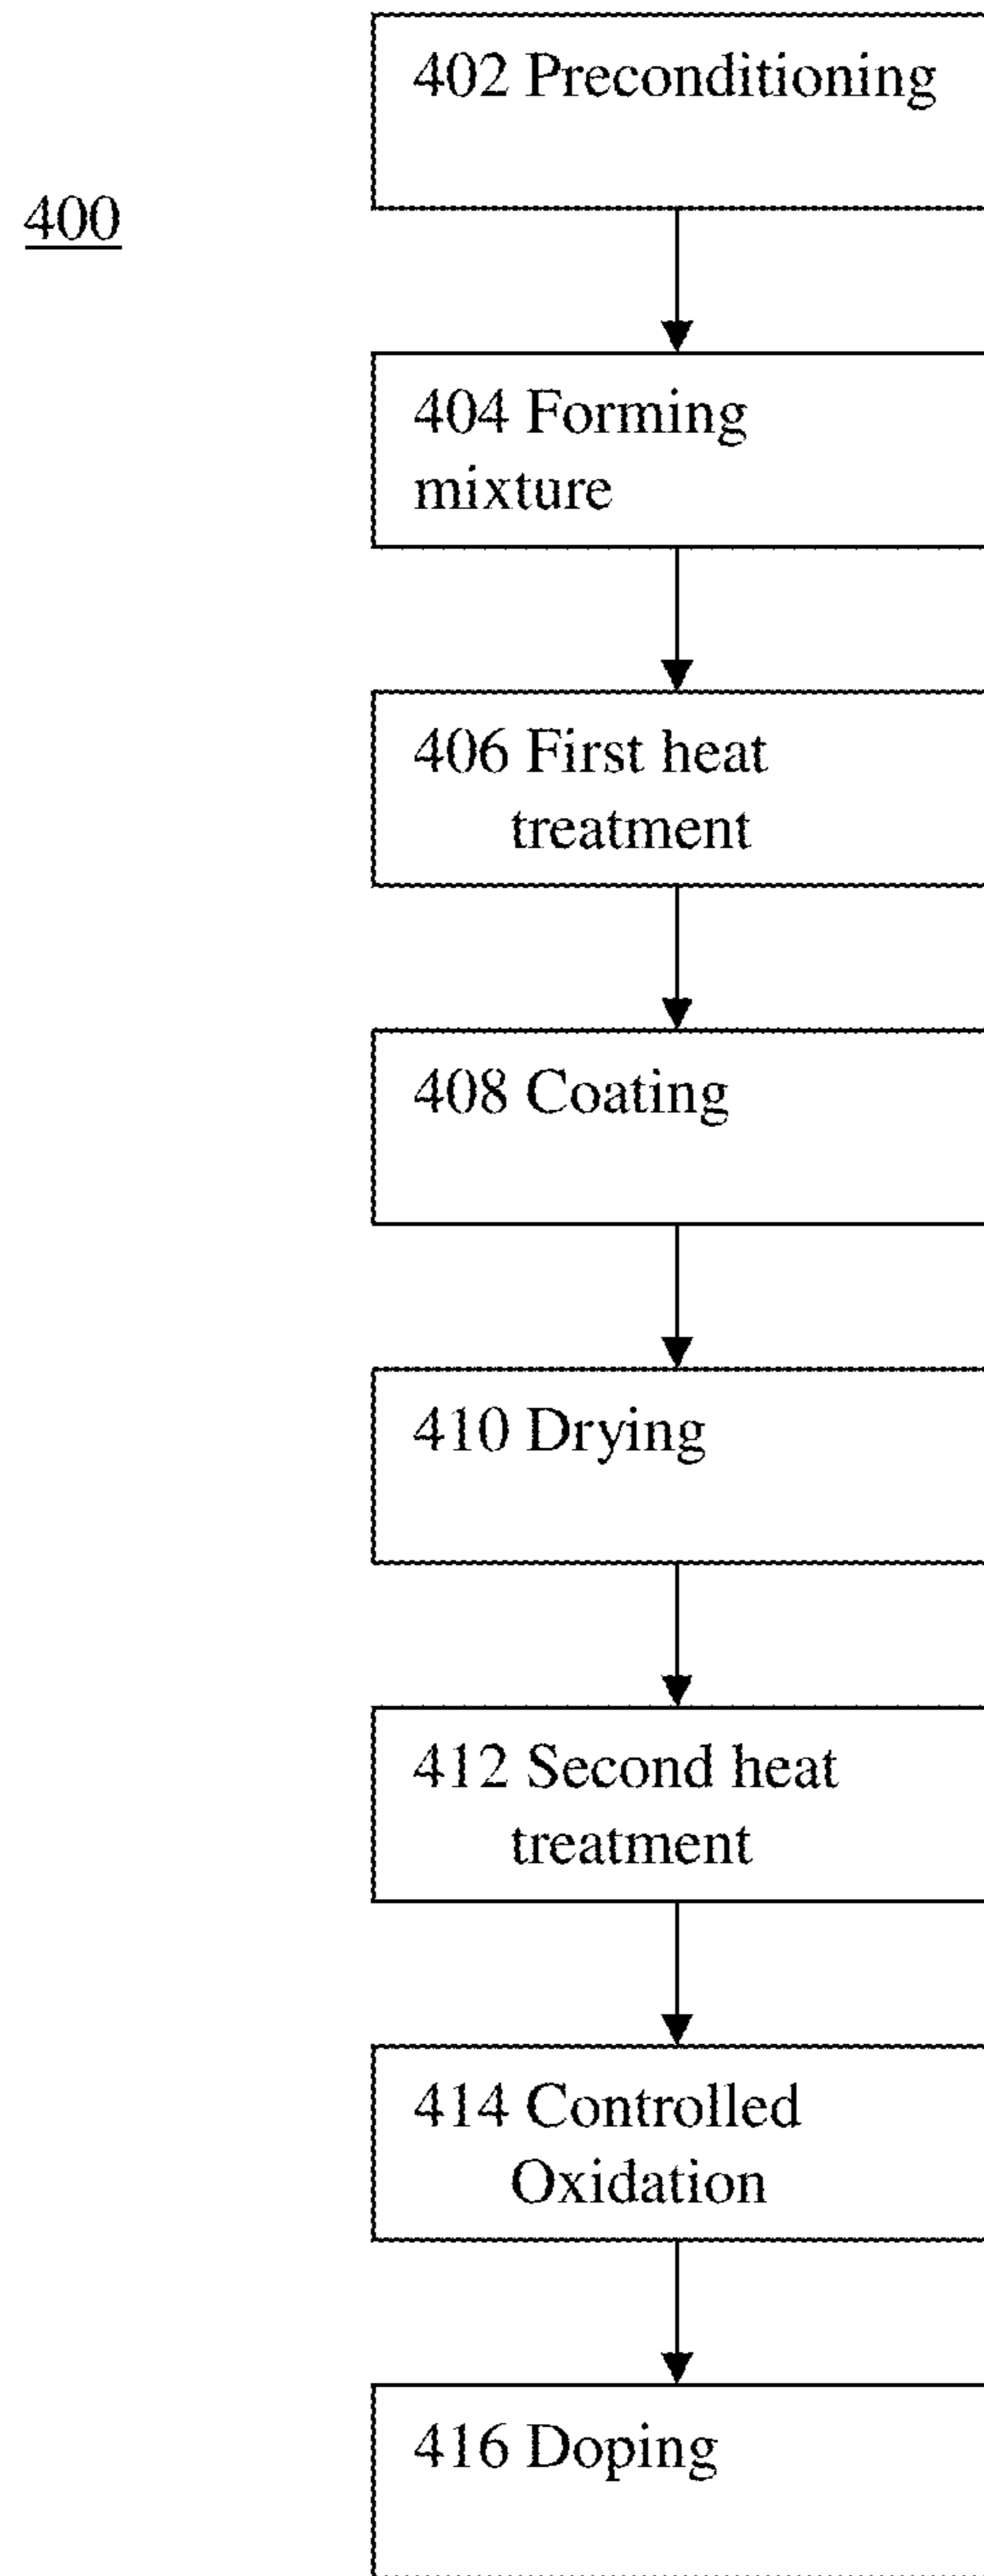 402 Preconditioning
400
404 Forming
mixture
406 First heat
treatment
408 Coating
410 Drying
412 Second heat
treatment
414 Controlled
Oxidation
416 Doping